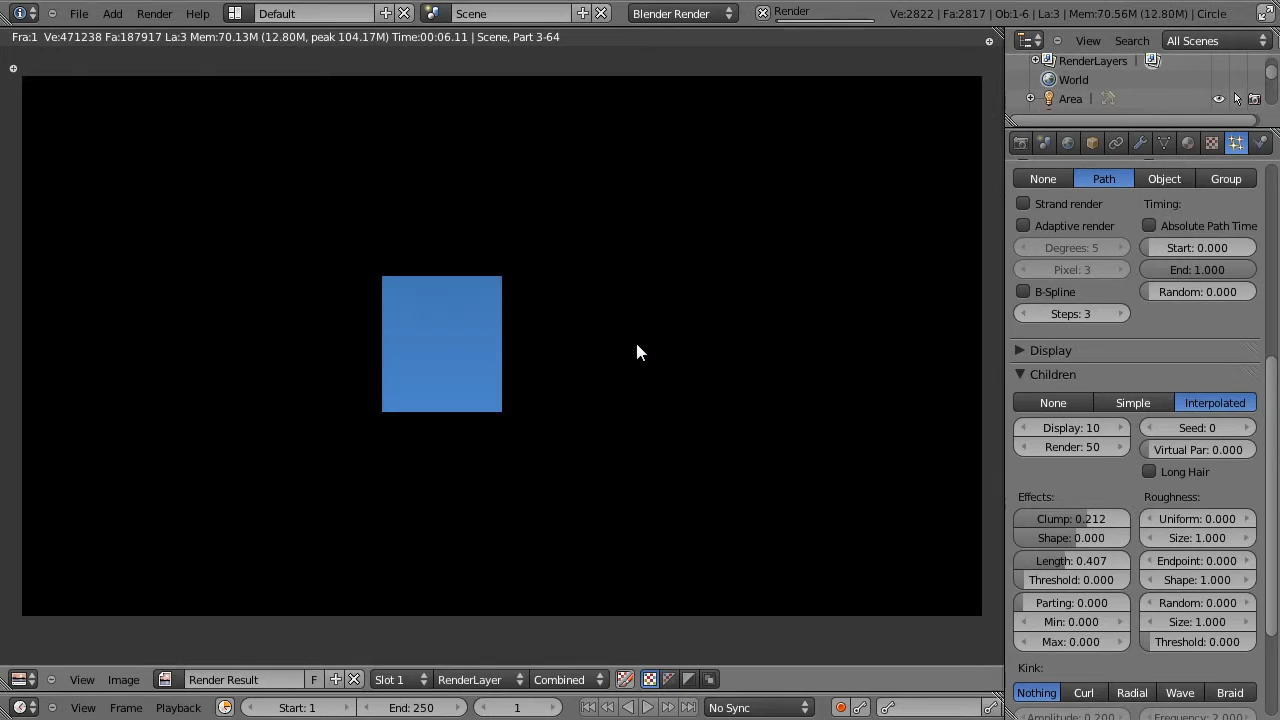 File Add Render Help Default Scene Blender Render Render Ve:2822 | Fa:2817 | Ob:1-6 | La:3 | Mem:70.56M (12.80M) | Circle
Fra:1 Ve:471238 Fa:187917 La:3 Mem:70.13M (12.80M, peak 104.17M) Time:00:06.11 | Scene, Part 3-64
View Search All Scenes
RenderLayers |
World
Area |
None Path Object Group
Strand render Timing:
Adaptive render Absolute Path Time
Degrees: 5 Start: 0.000
Pixel: 3 End: 1.000
B-Spline Random: 0.000
Steps: 3
Display
Children
None Simple Interpolated
Display: 10 Seed: 0
Render: 50 Virtual Par: 0.000
Long Hair
Effects: Roughness:
Clump: 0.212 Uniform: 0.000
Shape: 0.000 Size: 1.000
Length: 0.407 Endpoint: 0.000
Threshold: 0.000 Shape: 1.000
Parting: 0.000 Random: 0.000
Min: 0.000 Size: 1.000
Max: 0.000 Threshold: 0.000
Kink:
Nothing Curl Radial Wave Braid
Amplitude: 0.200 Frequency: 2.000
View Image Render Result F Slot 1 RenderLayer Combined
View Frame Playback Start: 1 End: 250 1 No Sync